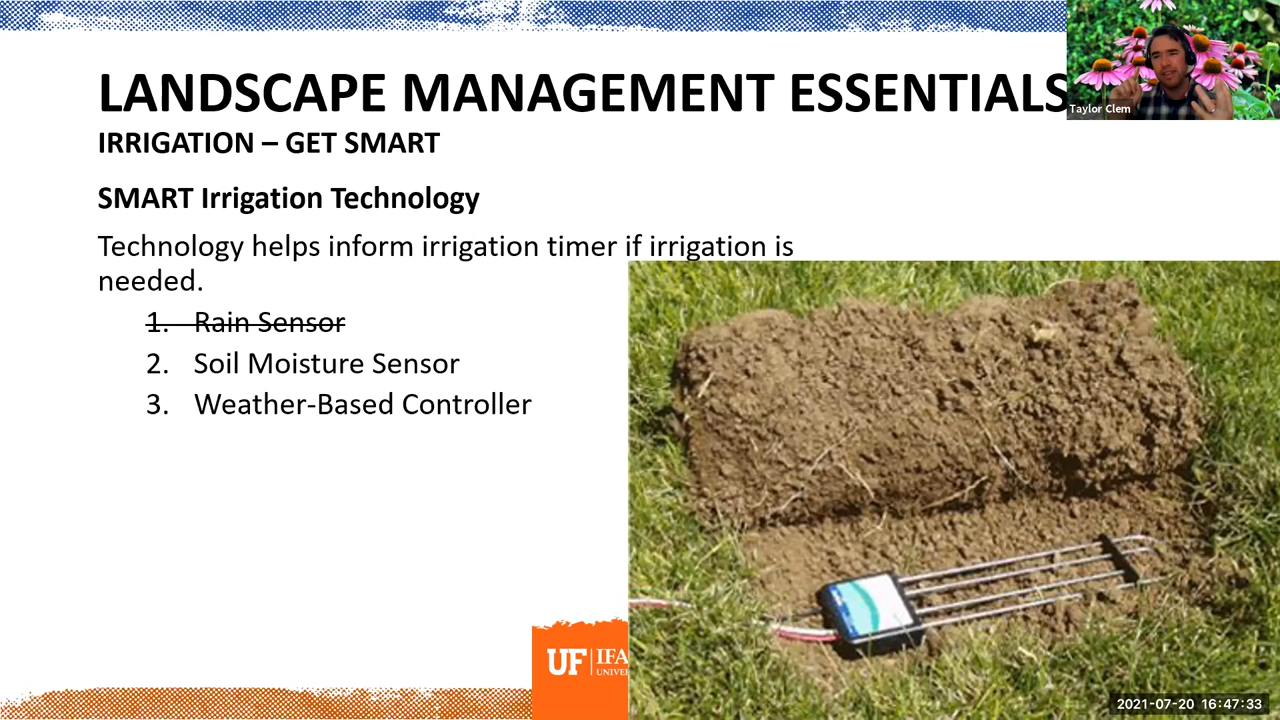 LANDSCAPE MANAGEMENT ESSENTIALS
Taylor Clem
IRRIGATION – GET SMART
SMART Irrigation Technology
Technology helps inform irrigation timer if irrigation is
needed.
1. Rain Sensor
2. Soil Moisture Sensor
3. Weather-Based Controller
UF IFA
UNIVE
2021-07-20 16:47:33